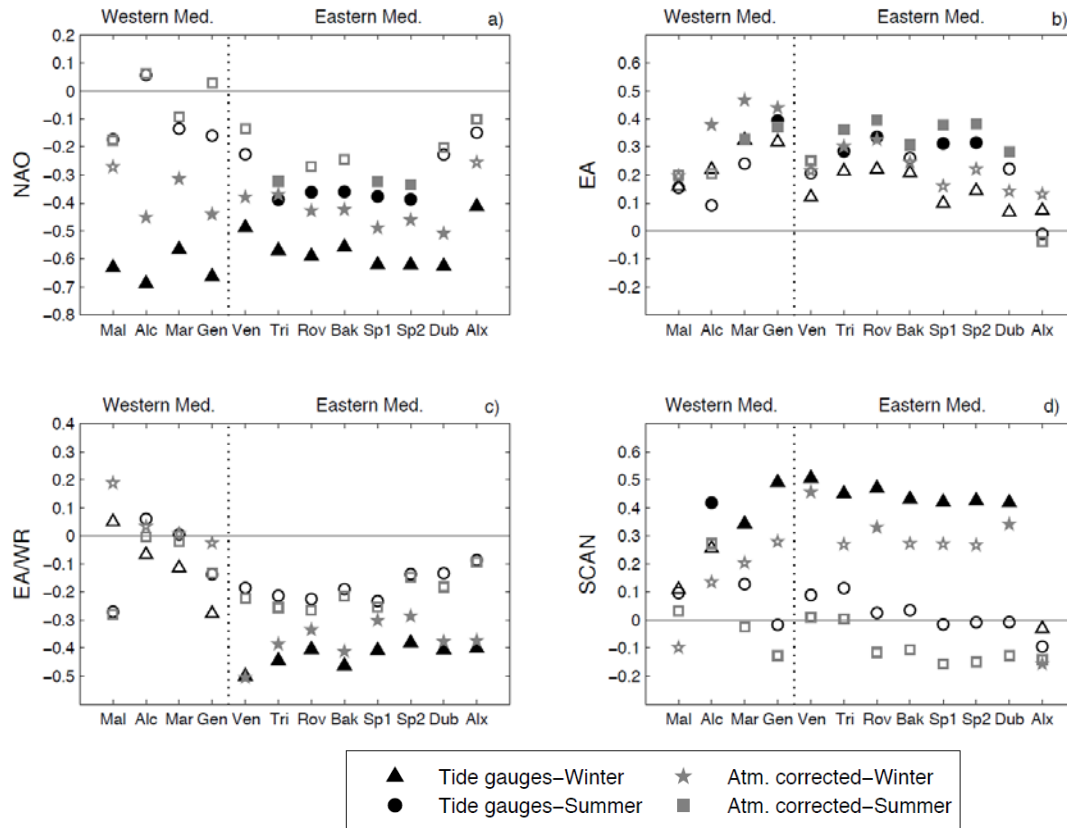 Western Med. Eastern Med. a)
NAO
0.2
0.1
0
-0.1
-0.2
-0.3
-0.4
-0.5
-0.6
-0.7
-0.8
Mal Alc Mar Gen Ven Tri Rov Bak Sp1 Sp2 Dub Alx
Western Med. Eastern Med. b)
EA
0.6
0.5
0.4
0.3
0.2
0.1
0
-0.1
-0.2
Mal Alc Mar Gen Ven Tri Rov Bak Sp1 Sp2 Dub Alx
Western Med. Eastern Med. c)
EA/WR
0.4
0.3
0.2
0.1
0
-0.1
-0.2
-0.3
-0.4
-0.5
Mal Alc Mar Gen Ven Tri Rov Bak Sp1 Sp2 Dub Alx
Western Med. Eastern Med. d)
SCAN
0.6
0.5
0.4
0.3
0.2
0.1
0
-0.1
-0.2
Mal Alc Mar Gen Ven Tri Rov Bak Sp1 Sp2 Dub Alx
Tide gauges–Winter Atm. corrected–Winter
Tide gauges–Summer Atm. corrected–Summer